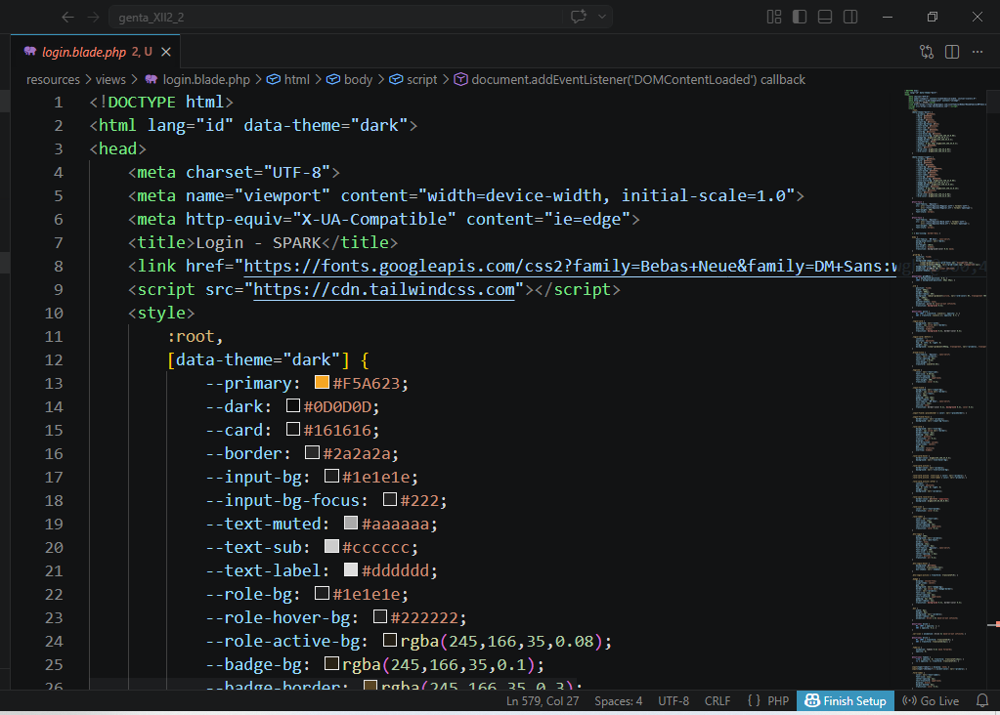 genta_XII2_2
login.blade.php 2, U
resources > views > login.blade.php > html > body > script > document.addEventListener('DOMContentLoaded') callback
1 <!DOCTYPE html>
2 <html lang="id" data-theme="dark">
3 <head>
4 <meta charset="UTF-8">
5 <meta name="viewport" content="width=device-width, initial-scale=1.0">
6 <meta http-equiv="X-UA-Compatible" content="ie=edge">
7 <title>Login - SPARK</title>
8 <link href="https://fonts.googleapis.com/css2?family=Bebas+Neue&family=DM+Sans:w
9 <script src="https://cdn.tailwindcss.com"></script>
10 <style>
11 :root,
12 [data-theme="dark"] {
13 --primary: #F5A623;
14 --dark: #0D0D0D;
15 --card: #161616;
16 --border: #2a2a2a;
17 --input-bg: #1e1e1e;
18 --input-bg-focus: #222;
19 --text-muted: #aaaaaa;
20 --text-sub: #cccccc;
21 --text-label: #dddddd;
22 --role-bg: #1e1e1e;
23 --role-hover-bg: #222222;
24 --role-active-bg: rgba(245,166,35,0.08);
25 --badge-bg: rgba(245,166,35,0.1);
26 --badge-border: rgba(245,166,35,0.3);
Ln 579, Col 27 Spaces: 4 UTF-8 CRLF { } PHP Finish Setup Go Live